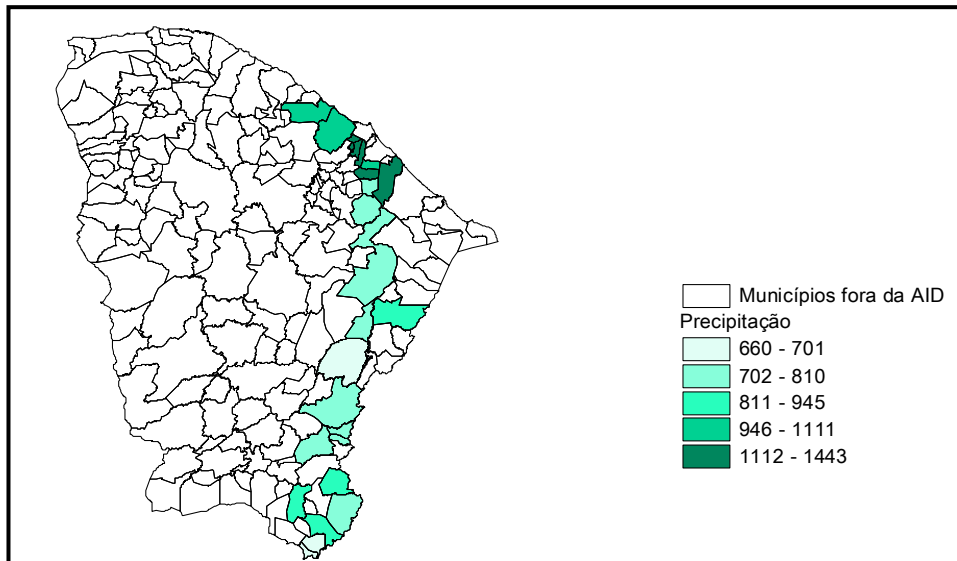 Municípios fora da AID
Precipitação
660 - 701
702 - 810
811 - 945
946 - 1111
1112 - 1443